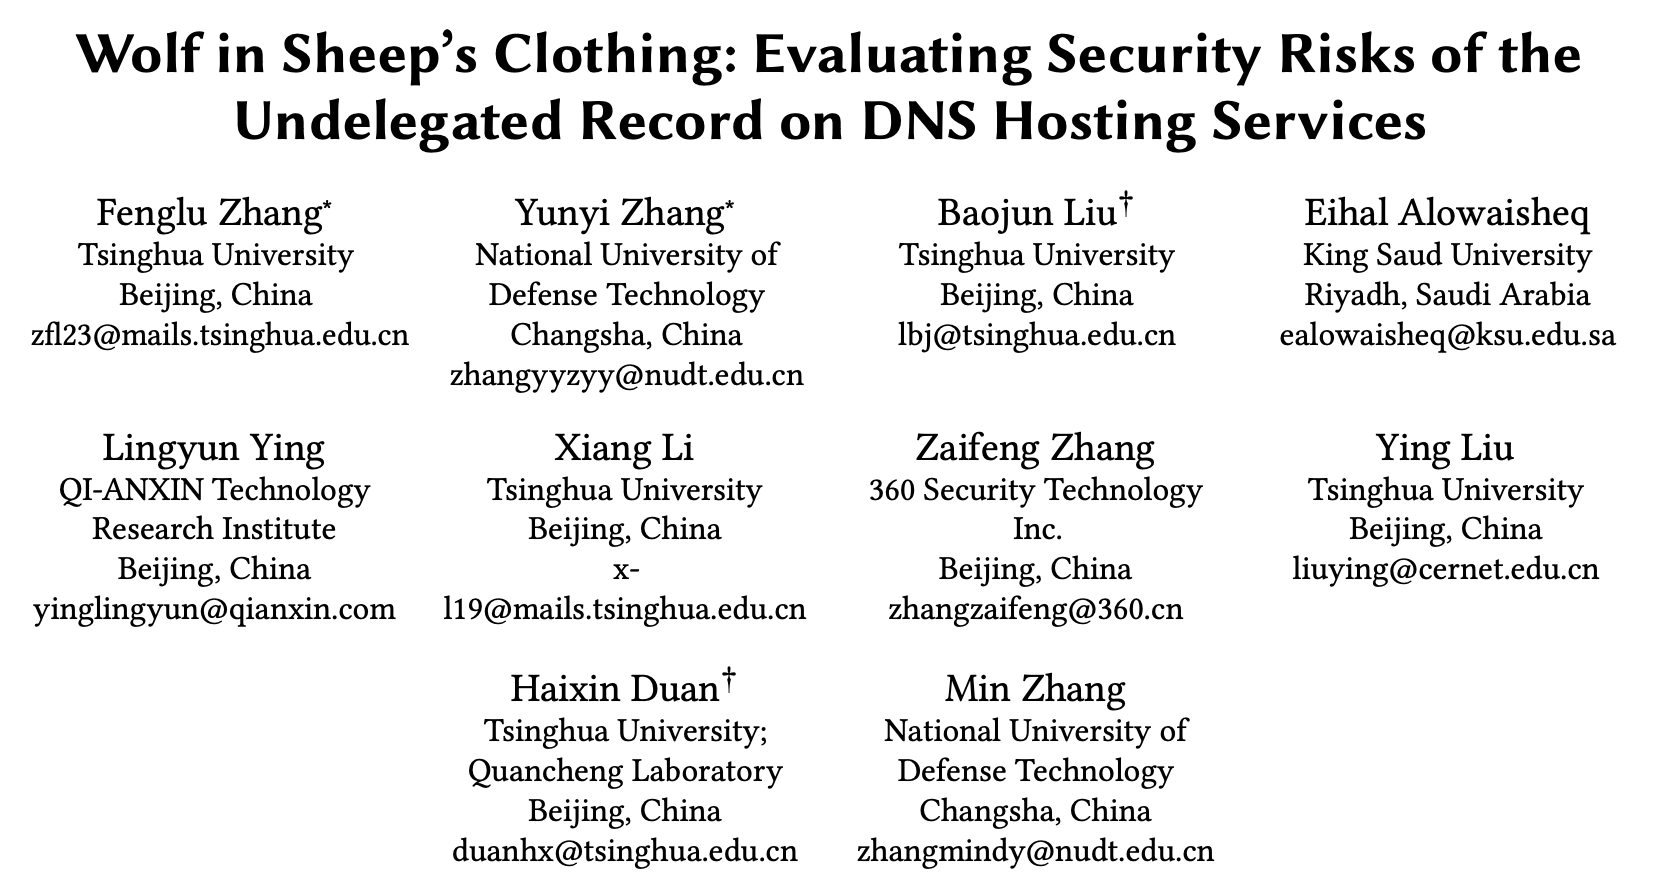 Wolf in Sheep's Clothing: Evaluating Security Risks of the
Undelegated Record on DNS Hosting Services
Fenglu Zhang*
Tsinghua University
Beijing, China
zfl23@mails.tsinghua.edu.cn
Yunyi Zhang*
National University of
Defense Technology
Changsha, China
zhangyyzyy@nudt.edu.cn
Baojun Liu†
Tsinghua University
Beijing, China
lbj@tsinghua.edu.cn
Eihal Alowaisheq
King Saud University
Riyadh, Saudi Arabia
ealowaisheq@ksu.edu.sa
Lingyun Ying
QI-ANXIN Technology
Research Institute
Beijing, China
yinglingyun@qianxin.com
Xiang Li
Tsinghua University
Beijing, China
x-
l19@mails.tsinghua.edu.cn
Zaifeng Zhang
360 Security Technology
Inc.
Beijing, China
zhangzaifeng@360.cn
Ying Liu
Tsinghua University
Beijing, China
liuying@cernet.edu.cn
Haixin Duan†
Tsinghua University;
Quancheng Laboratory
Beijing, China
duanhx@tsinghua.edu.cn
Min Zhang
National University of
Defense Technology
Changsha, China
zhangmindy@nudt.edu.cn